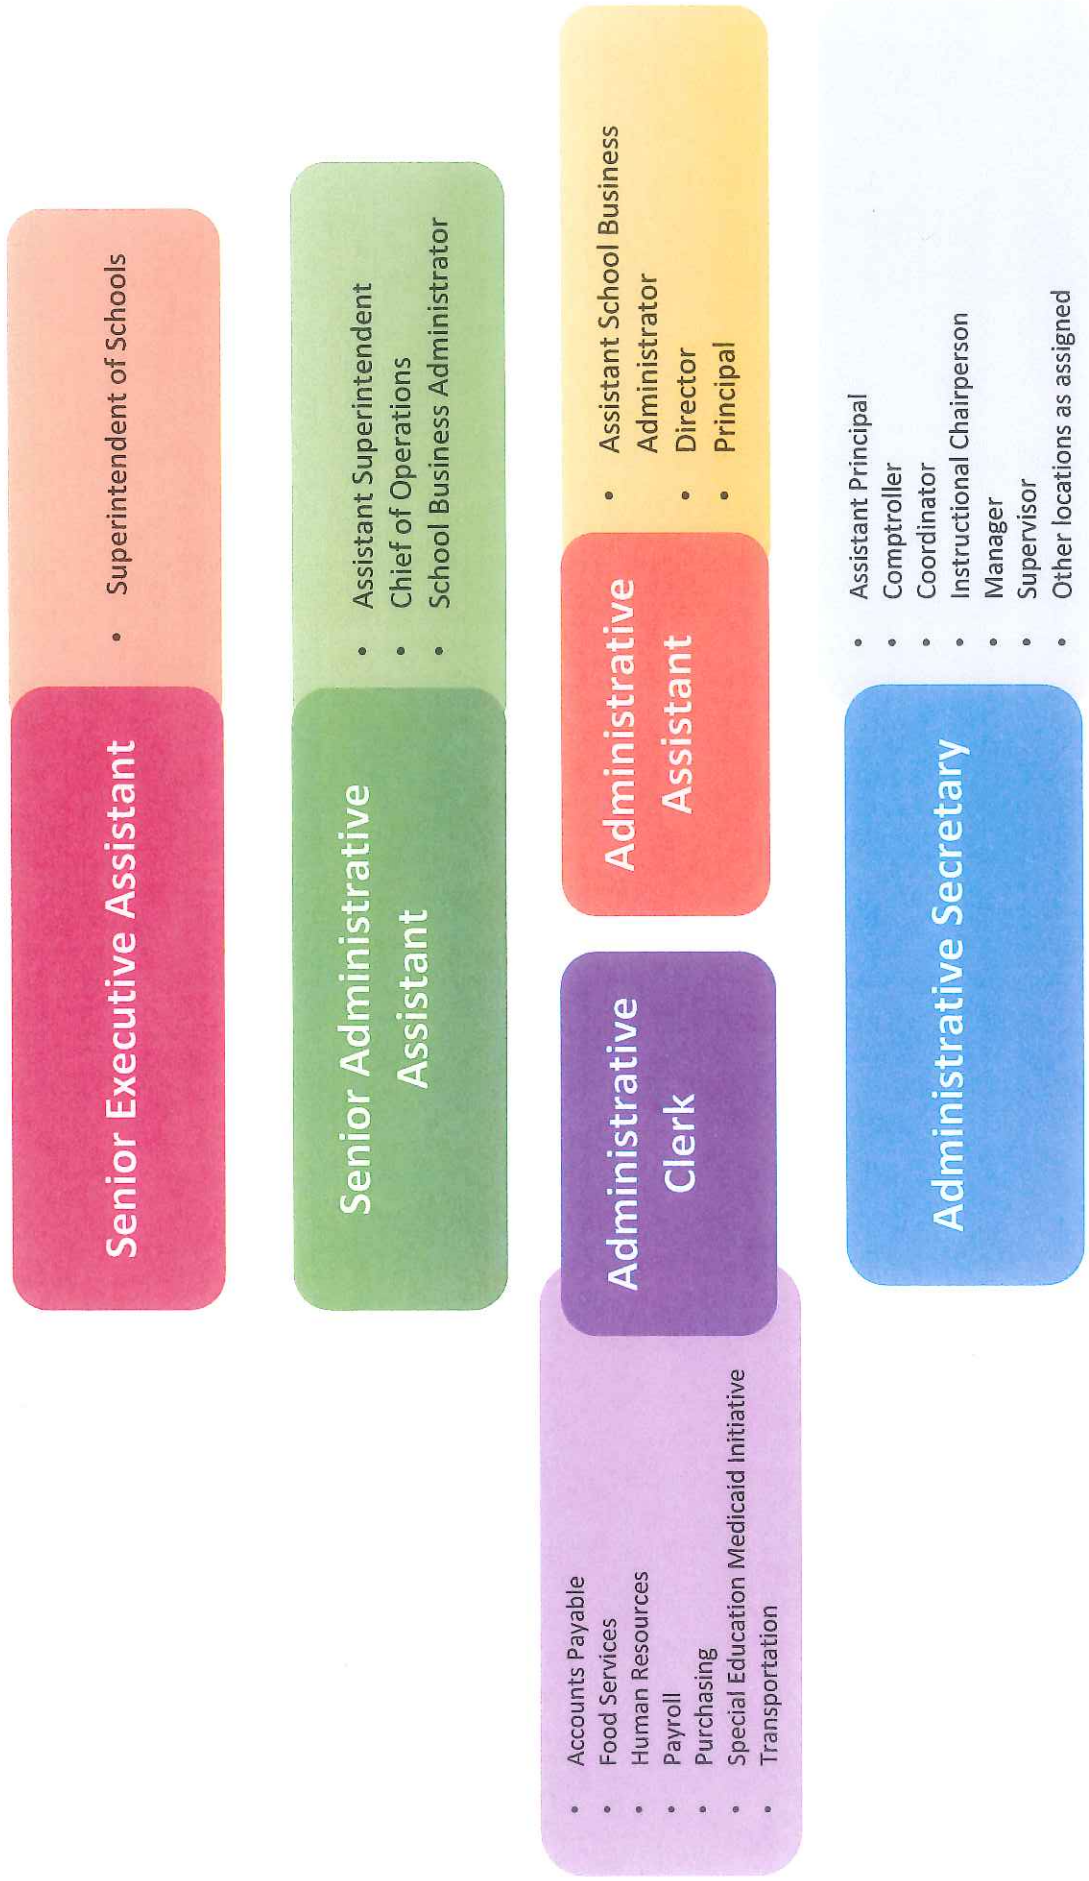 Senior Executive Assistant
• Superintendent of Schools
Senior Administrative
Assistant
• Assistant Superintendent
• Chief of Operations
• School Business Administrator
• Accounts Payable
• Food Services
• Human Resources
• Payroll
• Purchasing
• Special Education Medicaid Initiative
• Transportation
Administrative
Clerk
Administrative
Assistant
• Assistant School Business
Administrator
• Director
• Principal
Administrative Secretary
• Assistant Principal
• Comptroller
• Coordinator
• Instructional Chairperson
• Manager
• Supervisor
• Other locations as assigned